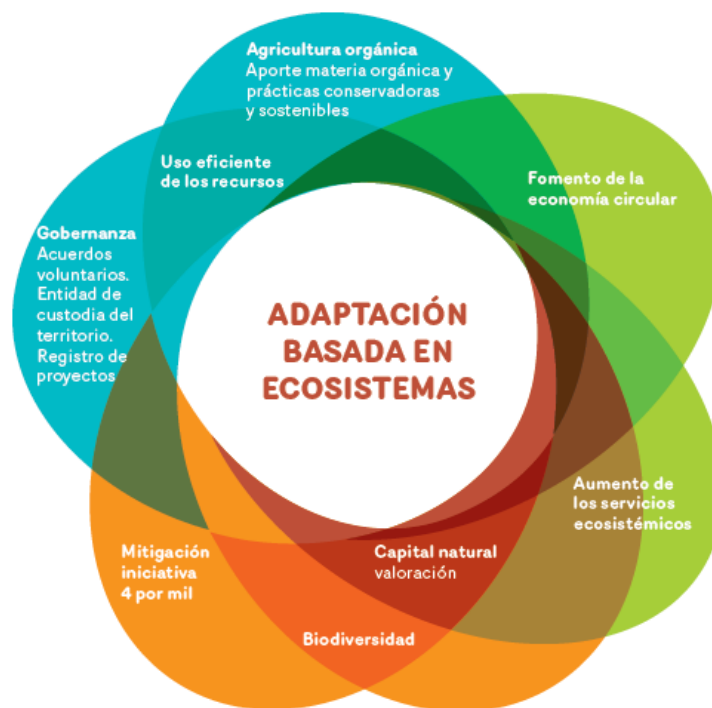 Agricultura orgánica
Aporte materia orgánica y
prácticas conservadoras
y sostenibles
Uso eficiente
de los recursos
Fomento de la
economía circular
Gobernanza
Acuerdos
voluntarios.
Entidad de
custodia del
territorio.
Registro de
proyectos
ADAPTACIÓN
BASADA EN
ECOSISTEMAS
Aumento de
los servicios
ecosistémicos
Mitigación
iniciativa
4 por mil
Capital natural
valoración
Biodiversidad